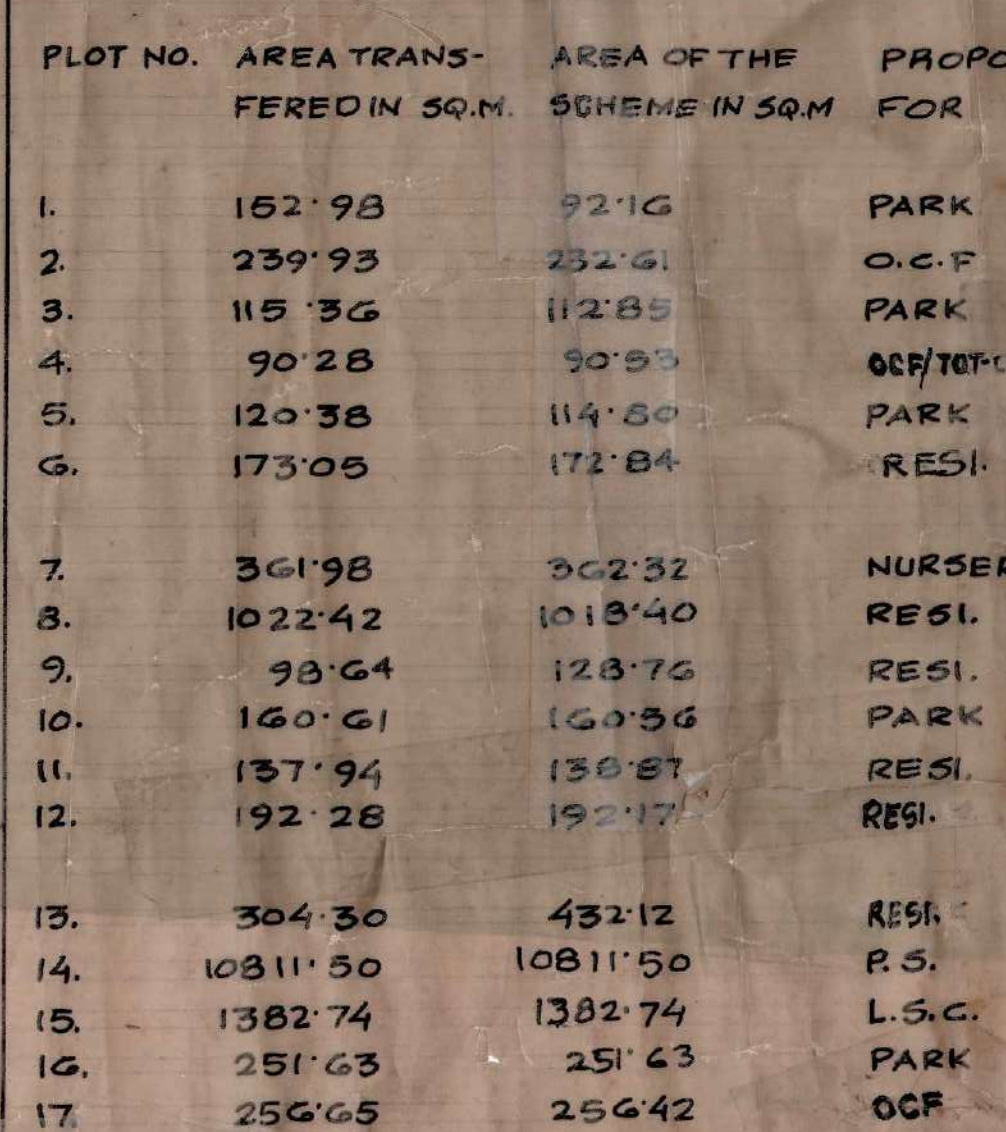 PLOT NO. AREA TRANS- AREA OF THE PROPO
FERED IN SQ.M. SCHEME IN SQ.M FOR
1. 152.98 92.16 PARK
2. 239.93 232.61 O.C.F
3. 115.36 112.85 PARK
4. 90.28 90.93 OCF/TOT-
5. 120.38 114.80 PARK
6. 173.05 172.84 RESI.
7. 361.98 362.32 NURSER
8. 1022.42 1018.40 RESI.
9. 98.64 128.76 RESI.
10. 160.61 160.56 PARK
11. 137.94 138.87 RESI.
12. 192.28 192.17 RESI.
13. 304.30 432.12 RESI.
14. 10811.50 10811.50 P.S.
15. 1382.74 1382.74 L.S.C.
16. 251.63 251.63 PARK
17. 256.65 256.42 OCF